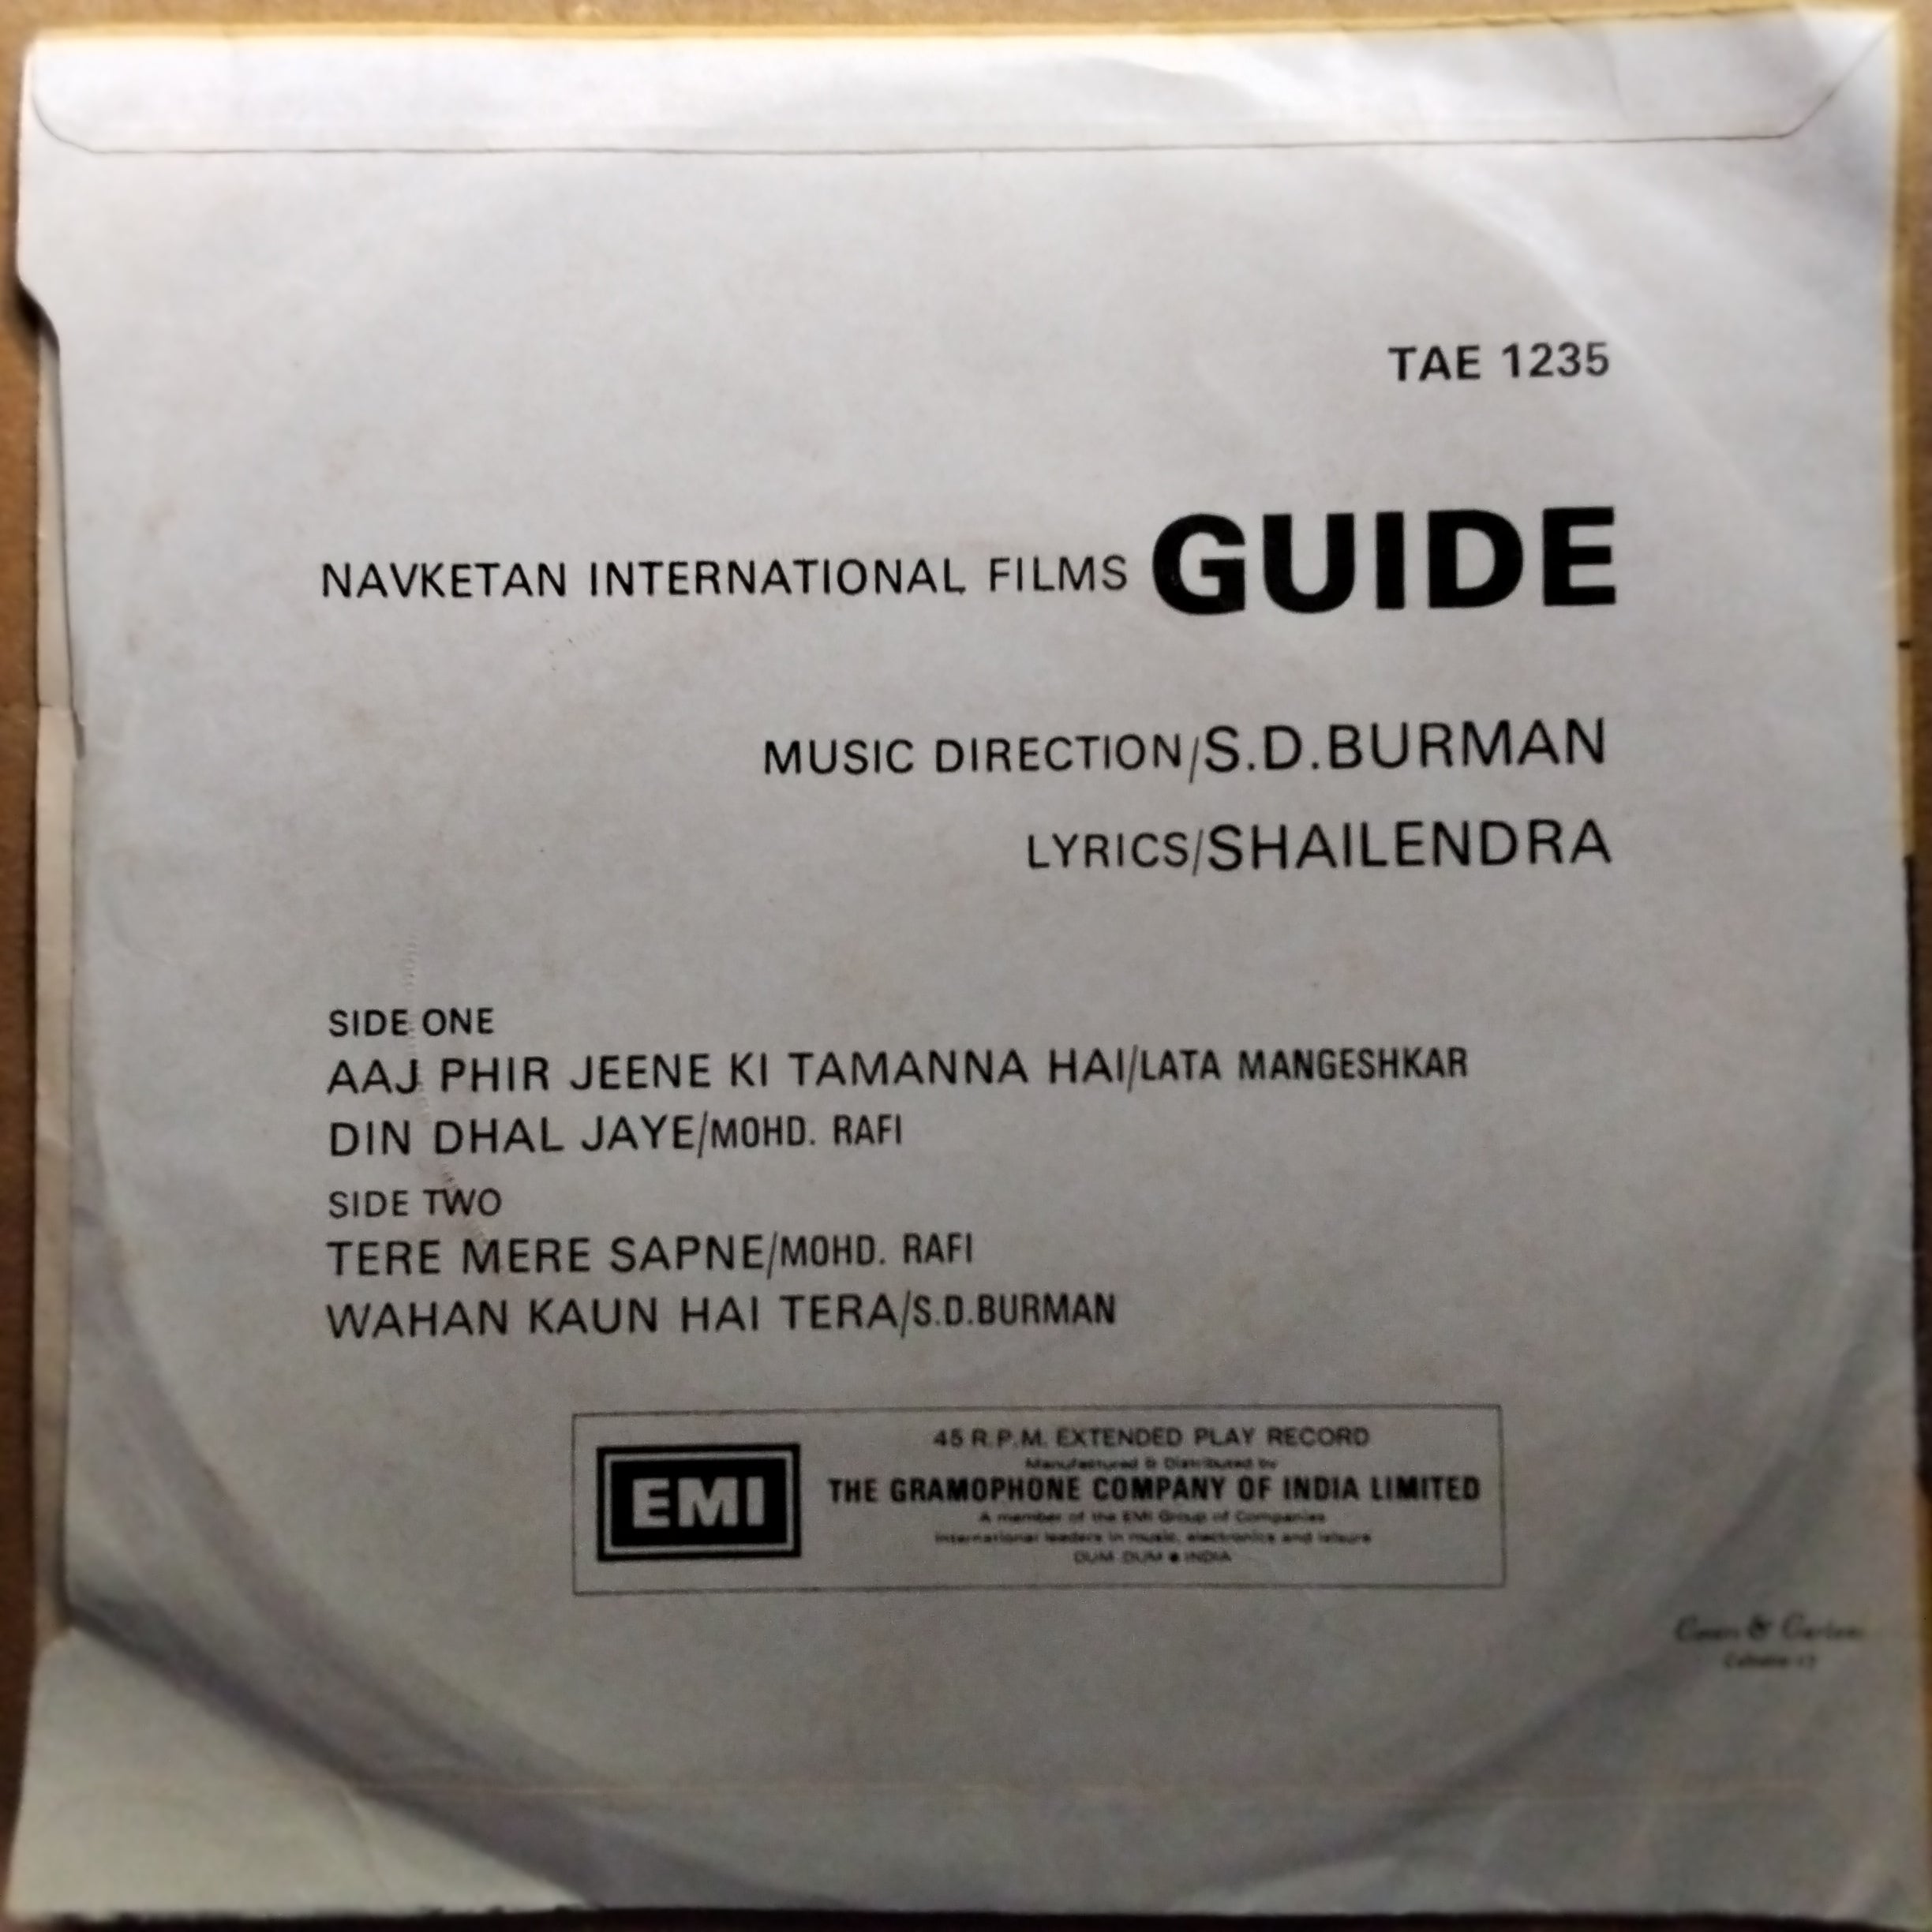 TAE 1235
NAVKETAN INTERNATIONAL FILMS GUIDE
MUSIC DIRECTION/S.D.BURMAN
LYRICS/SHAILENDRA
SIDE ONE
AAJ PHIR JEENE KI TAMANNA HAI/LATA MANGESHKAR
DIN DHAL JAYE/MOHD. RAFI
SIDE TWO
TERE MERE SAPNE/MOHD. RAFI
WAHAN KAUN HAI TERA/S.D.BURMAN
EMI
45 R.P.M. EXTENDED PLAY RECORD
Manufactured & Distributed by
THE GRAMOPHONE COMPANY OF INDIA LIMITED
A member of the EMI Group of Companies
International leaders in music, electronics and leisure
DUM DUM ● INDIA